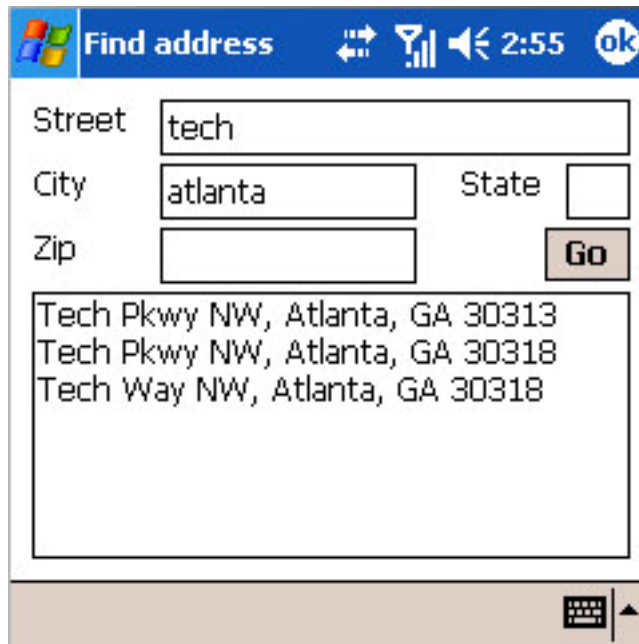 Find address 2:55 ok
Street tech
City atlanta State
Zip Go
Tech Pkwy NW, Atlanta, GA 30313
Tech Pkwy NW, Atlanta, GA 30318
Tech Way NW, Atlanta, GA 30318